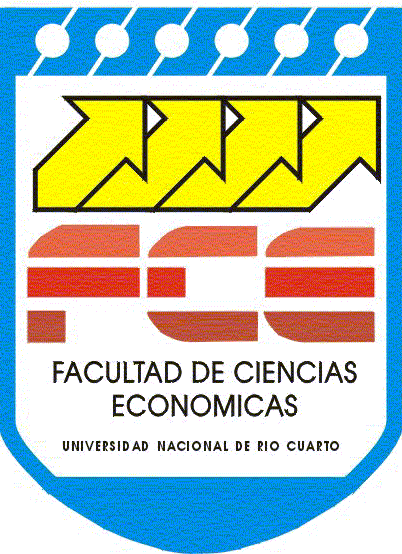 FCE
FACULTAD DE CIENCIAS
ECONOMICAS
UNIVERSIDAD NACIONAL DE RIO CUARTO